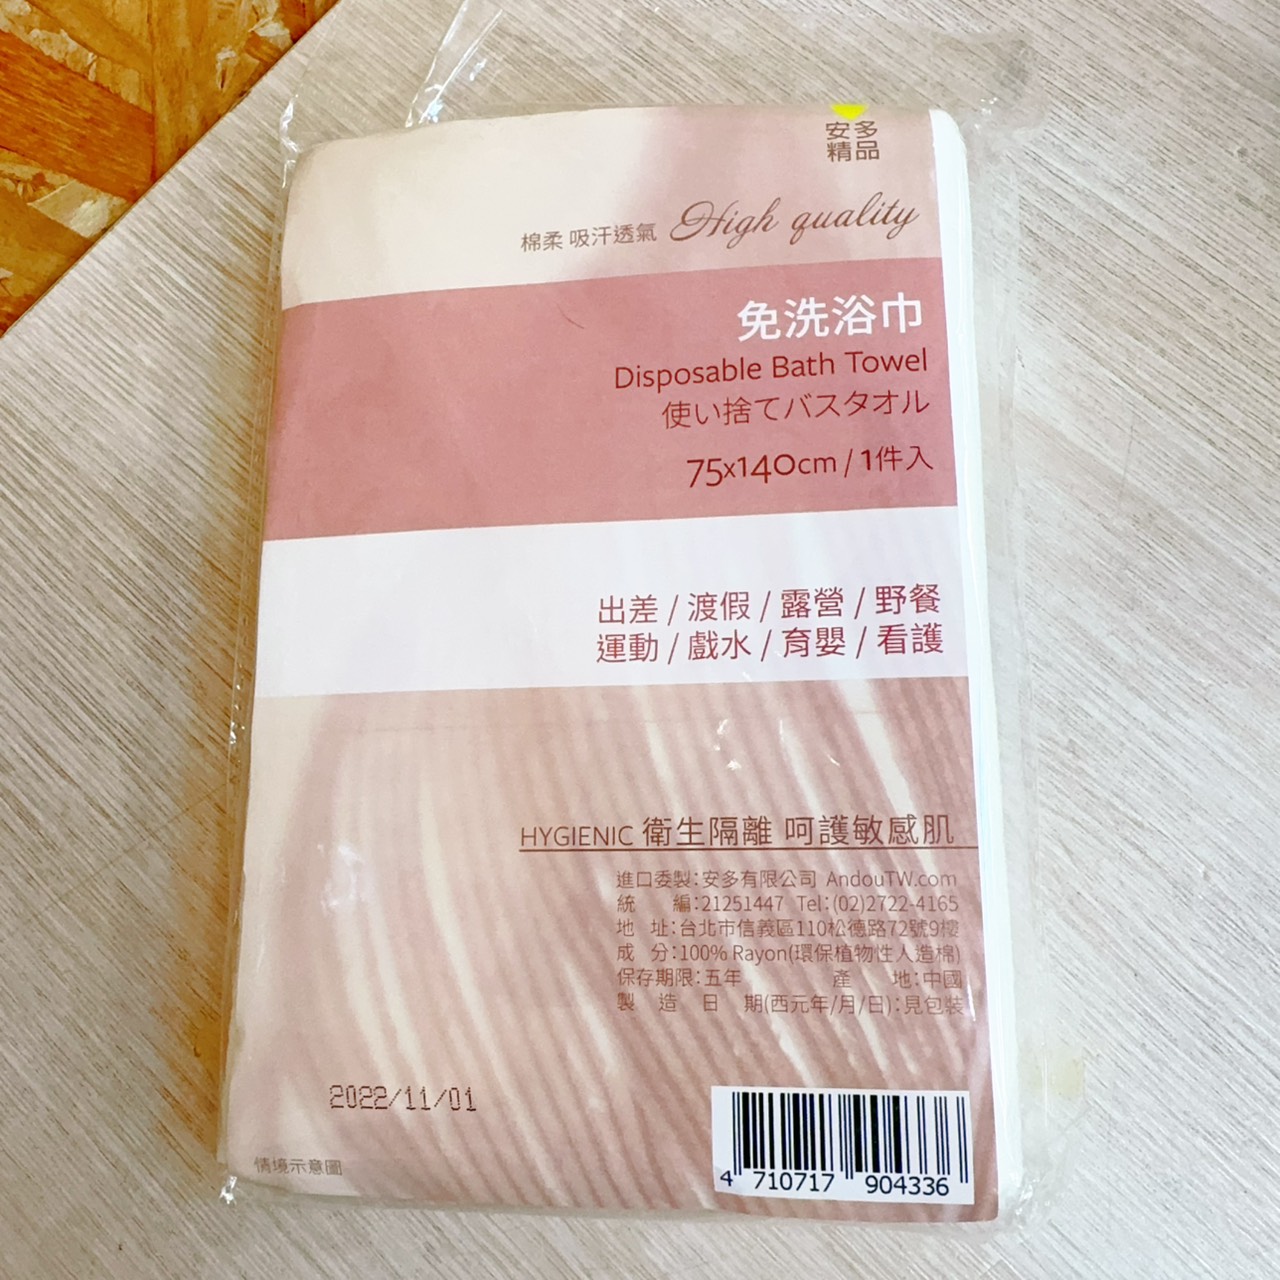 安多
精品
棉柔 吸汗透氣 High quality
免洗浴巾
Disposable Bath Towel
使い捨てバスタオル
75x140cm / 1件入
出差 / 渡假 / 露營 / 野餐
運動 / 戲水 / 育嬰 / 看護
HYGIENIC 衛生隔離 呵護敏感肌
進口委製：安多有限公司 AndouTW.com
統 編：21251447 Tel：(02)2722-4165
地 址：台北市信義區110松德路72號9樓
成 分：100% Rayon(環保植物性人造棉)
保存期限：五年 產 地：中國
製 造 日 期(西元年/月/日)：見包裝
2022/11/01
情境示意圖
4 710717 904336